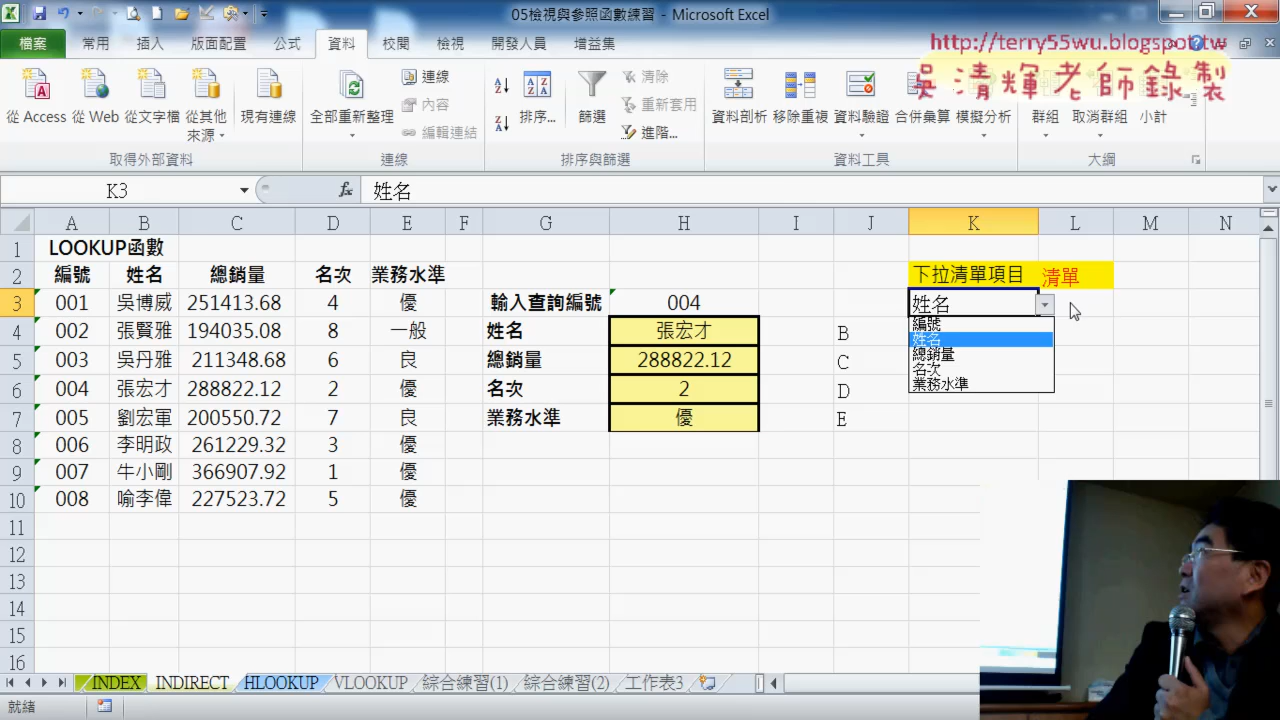 05檢視與參照函數練習 - Microsoft Excel
檔案 常用 插入 版面配置 公式 資料 校閱 檢視 開發人員 增益集
http://terry55wu.blogspot.tw
吳清輝老師錄製
從 Access 從 Web 從文字檔 從其他來源 現有連線 全部重新整理 連線 內容 編輯連結 排序... 篩選 清除 重新套用 進階... 資料剖析 移除重複 資料驗證 合併彙算 模擬分析 群組 取消群組 小計
取得外部資料 連線 排序與篩選 資料工具 大綱
K3 fx 姓名
A B C D E F G H I J K L M N
1 LOOKUP函數
2 編號 姓名 總銷量 名次 業務水準 下拉清單項目 清單
3 001 吳博威 251413.68 4 優 輸入查詢編號 004 姓名
4 002 張賢雅 194035.08 8 一般 姓名 張宏才 B
5 003 吳丹雅 211348.68 6 良 總銷量 288822.12 C
6 004 張宏才 288822.12 2 優 名次 2 D
7 005 劉宏軍 200550.72 7 良 業務水準 優 E
8 006 李明政 261229.32 3 優
9 007 牛小剛 366907.92 1 優
10 008 喻李偉 227523.72 5 優
11
12
13
14
15
16
編號
姓名
總銷量
名次
業務水準
INDEX INDIRECT HLOOKUP VLOOKUP 綜合練習(1) 綜合練習(2) 工作表3
就緒